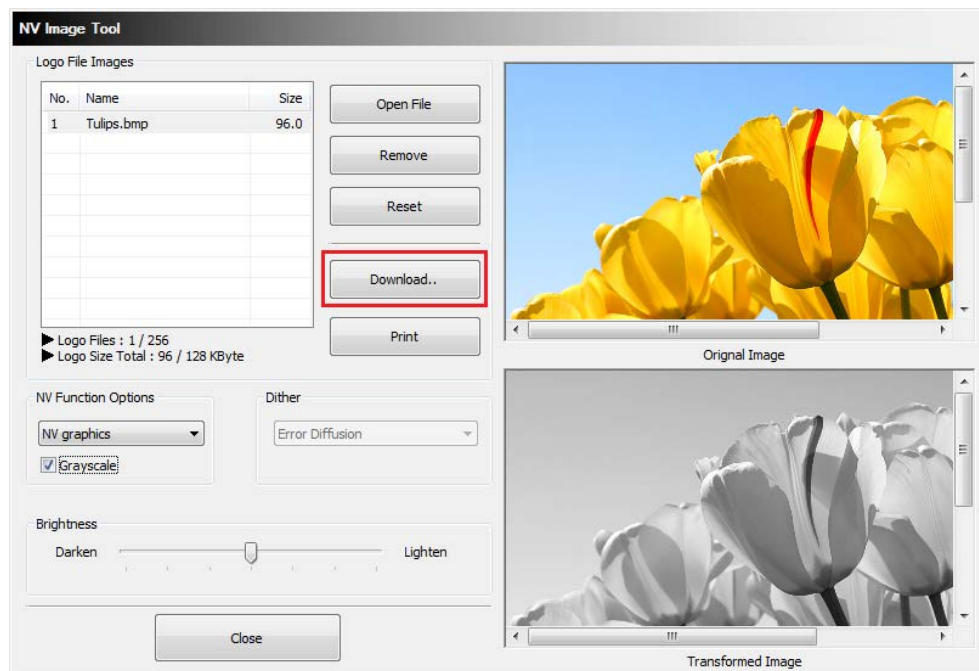 NV Image Tool
Logo File Images
No. Name Size
1 Tulips.bmp 96.0
Open File
Remove
Reset
Download..
Print
Logo Files : 1 / 256
Logo Size Total : 96 / 128 KByte
NV Function Options
NV graphics
Grayscale
Dither
Error Diffusion
Brightness
Darken Lighten
Close
Orignal Image
Transformed Image